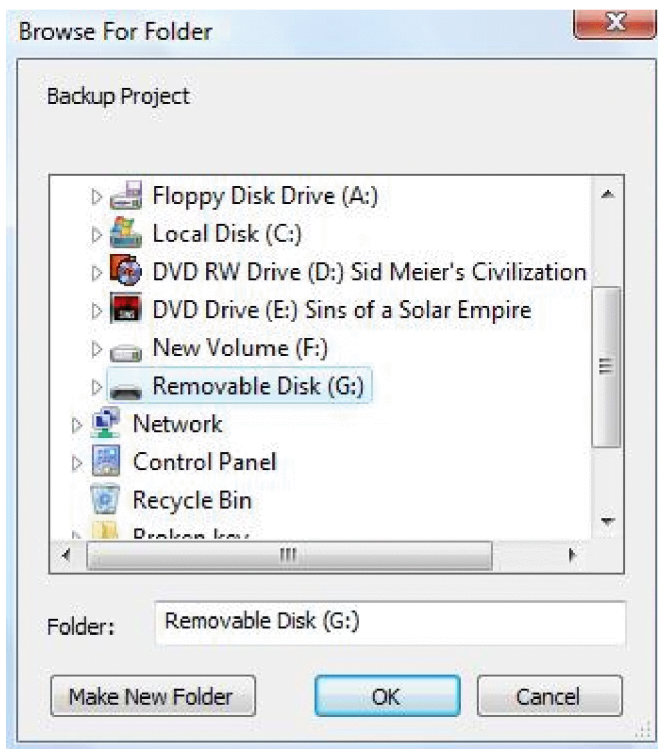 Browse For Folder
Backup Project
Floppy Disk Drive (A:)
Local Disk (C:)
DVD RW Drive (D:) Sid Meier's Civilization
DVD Drive (E:) Sins of a Solar Empire
New Volume (F:)
Removable Disk (G:)
Network
Control Panel
Recycle Bin
Broken key
Folder: Removable Disk (G:)
Make New Folder OK Cancel